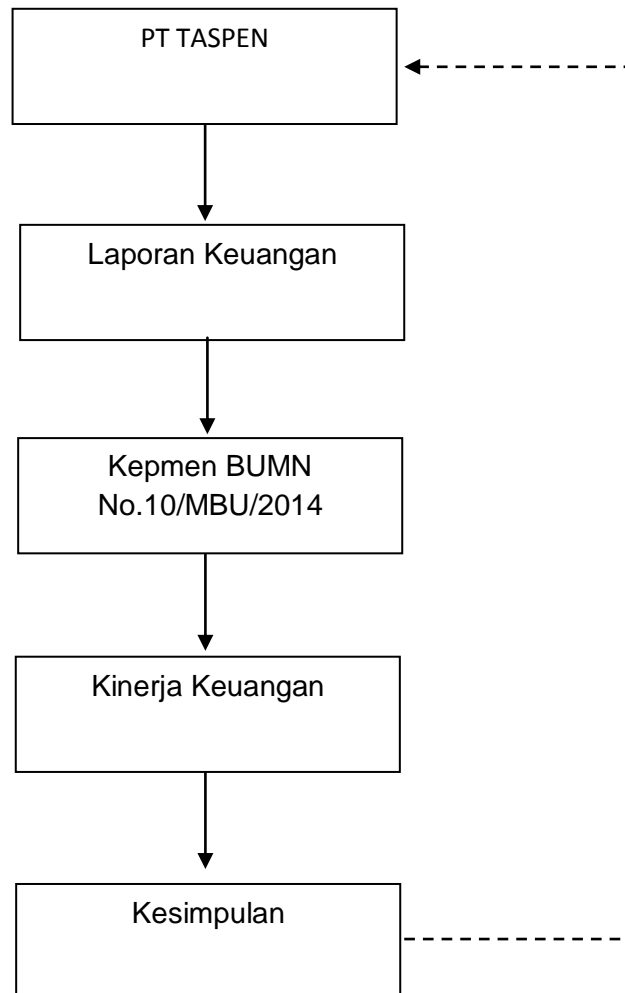 PT TASPEN
Laporan Keuangan
Kepmen BUMN
No.10/MBU/2014
Kinerja Keuangan
Kesimpulan